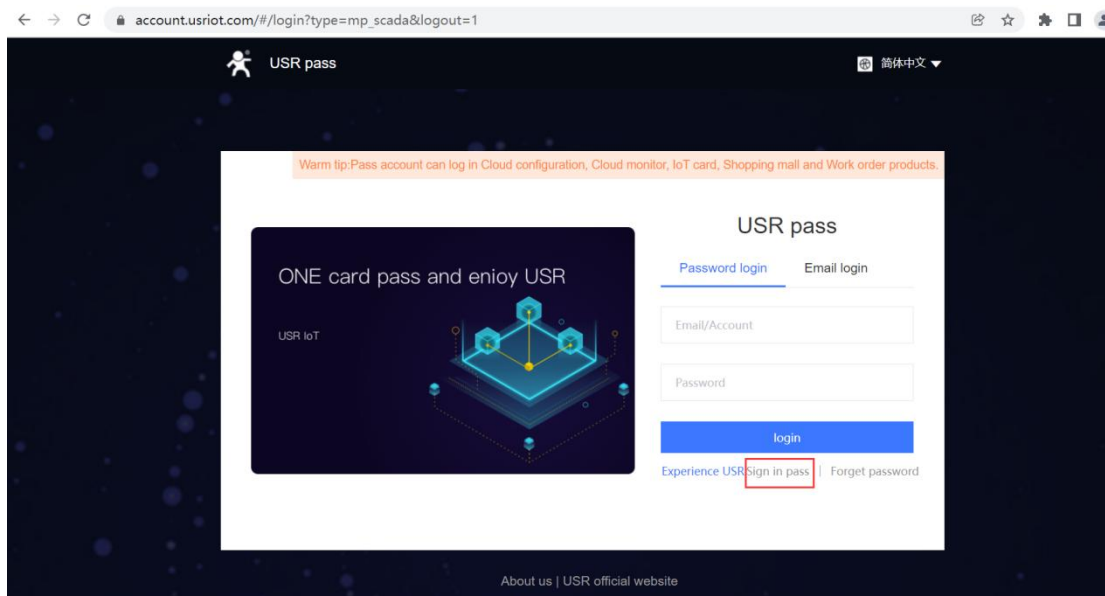 account.usriot.com/#/login?type=mp_scada&logout=1
USR pass
简体中文
Warm tip:Pass account can log in Cloud configuration, Cloud monitor, IoT card, Shopping mall and Work order products.
ONE card pass and enjoy USR
USR IoT
USR pass
Password login Email login
Email/Account
Password
login
Experience USR Sign in pass | Forget password
About us | USR official website